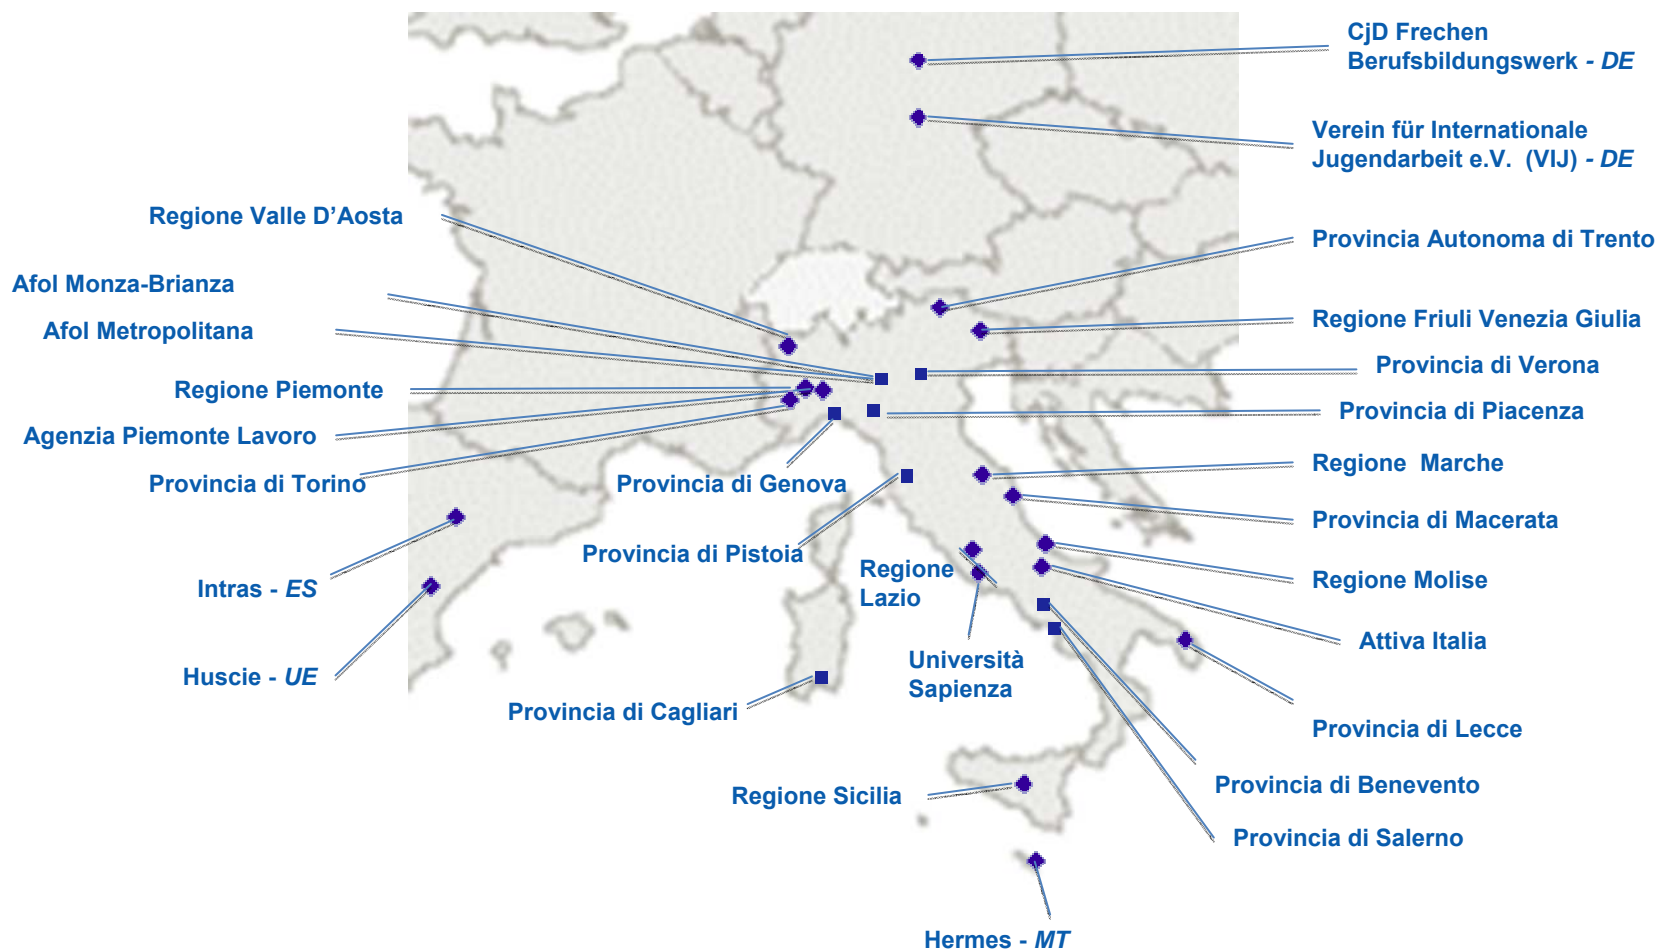 CjD Frechen
Berufsbildungswerk - DE
Verein für Internationale
Jugendarbeit e.V. (VIJ) - DE
Regione Valle D’Aosta
Provincia Autonoma di Trento
Afol Monza-Brianza
Regione Friuli Venezia Giulia
Afol Metropolitana
Provincia di Verona
Regione Piemonte
Provincia di Piacenza
Agenzia Piemonte Lavoro
Regione Marche
Provincia di Torino
Provincia di Genova
Provincia di Macerata
Provincia di Pistoia
Regione
Lazio
Regione Molise
Intras - ES
Attiva Italia
Università
Sapienza
Huscie - UE
Provincia di Cagliari
Provincia di Lecce
Provincia di Benevento
Regione Sicilia
Provincia di Salerno
Hermes - MT